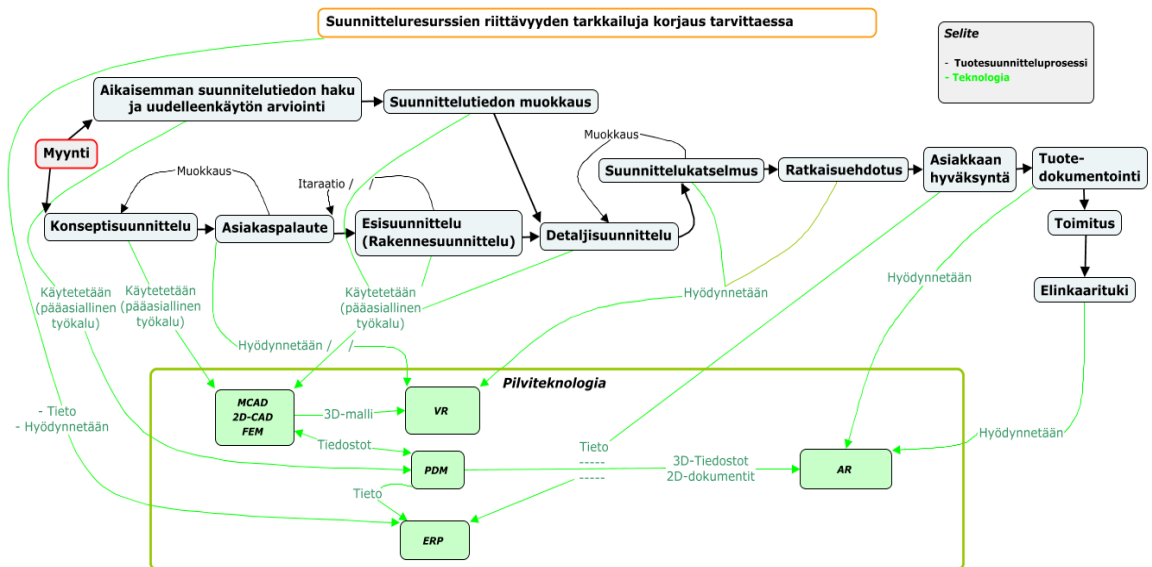 Suunnitteluresurssien riittävyyden tarkkailuja korjaus tarvittaessa
Selite
- Tuotesuunnitteluprosessi
- Teknologia
Aikaisemman suunnitelutiedon haku
ja uudelleenkäytön arviointi
Suunnittelutiedon muokkaus
Myynti
Muokkaus
Konseptisuunnittelu
Asiakaspalaute
Itaraatio / /
Esisuunnittelu
(Rakennesuunnittelu)
Detaljisuunnittelu
Muokkaus
Suunnittelukatselmus
Ratkaisuehdotus
Asiakkaan
hyväksyntä
Tuote-
dokumentointi
Toimitus
Elinkaarituki
Käytetetään
(pääasiallinen
työkalu)
Käytetetään
(pääasiallinen
työkalu)
Käytetetään
(pääasiallinen
työkalu)
Hyödynnetään / /
Hyödynnetään
Hyödynnetään
Hyödynnetään
- Tieto
- Hyödynnetään
Pilviteknologia
MCAD
2D-CAD
FEM
3D-malli
VR
Tiedostot
PDM
Tieto
ERP
Tieto
-----
-----
3D-Tiedostot
2D-dokumentit
AR